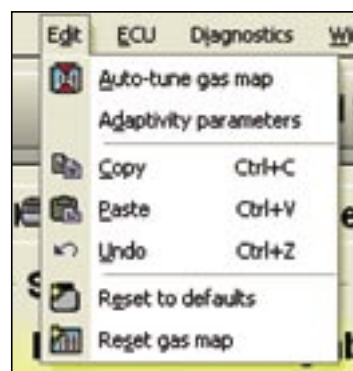 Edit ECU Diagnostics
Auto-tune gas map
Adaptivity parameters
Copy Ctrl+C
Paste Ctrl+V
Undo Ctrl+Z
Reset to defaults
Reset gas map